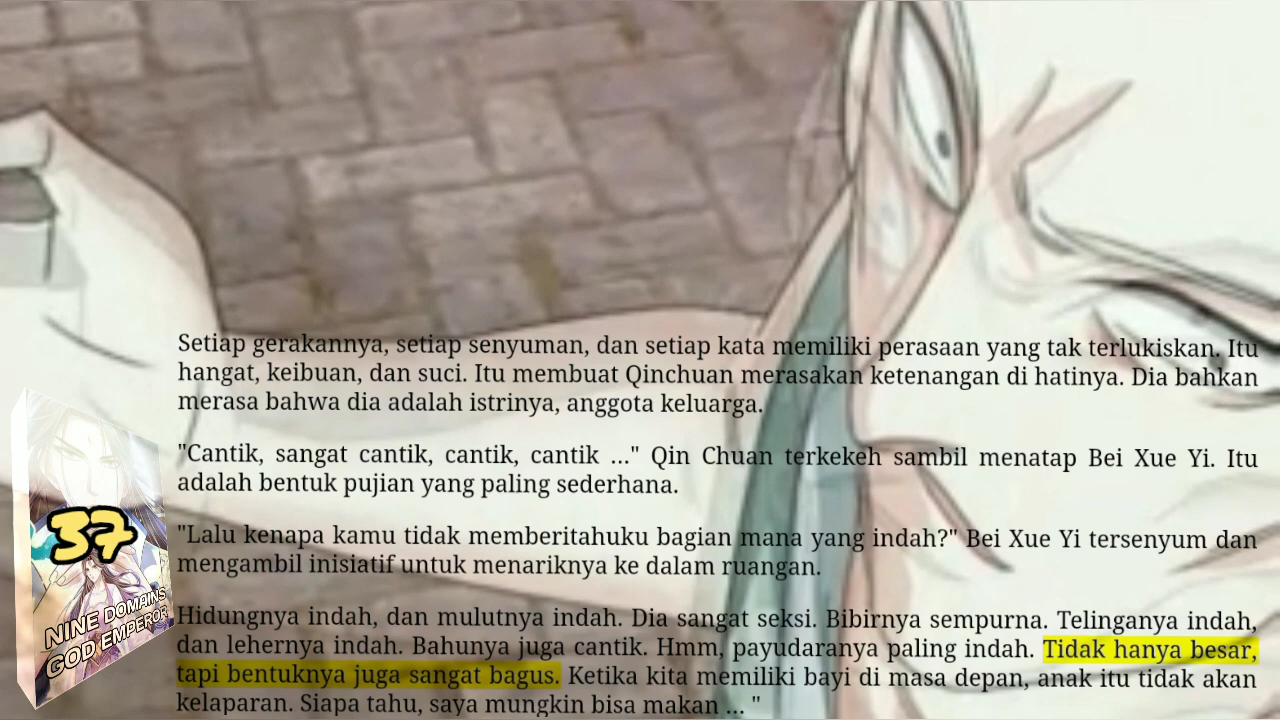 Setiap gerakannya, setiap senyuman, dan setiap kata memiliki perasaan yang tak terlukiskan. Itu
hangat, keibuan, dan suci. Itu membuat Qinchuan merasakan ketenangan di hatinya. Dia bahkan
merasa bahwa dia adalah istrinya, anggota keluarga.
"Cantik, sangat cantik, cantik, cantik ..." Qin Chuan terkekeh sambil menatap Bei Xue Yi. Itu
adalah bentuk pujian yang paling sederhana.
"Lalu kenapa kamu tidak memberitahuku bagian mana yang indah?" Bei Xue Yi tersenyum dan
mengambil inisiatif untuk menariknya ke dalam ruangan.
Hidungnya indah, dan mulutnya indah. Dia sangat seksi. Bibirnya sempurna. Telinganya indah,
dan lehernya indah. Bahunya juga cantik. Hmm, payudaranya paling indah. Tidak hanya besar,
tapi bentuknya juga sangat bagus. Ketika kita memiliki bayi di masa depan, anak itu tidak akan
kelaparan. Siapa tahu, saya mungkin bisa makan ... "
37
NINE DOMAINS
GOD EMPEROR